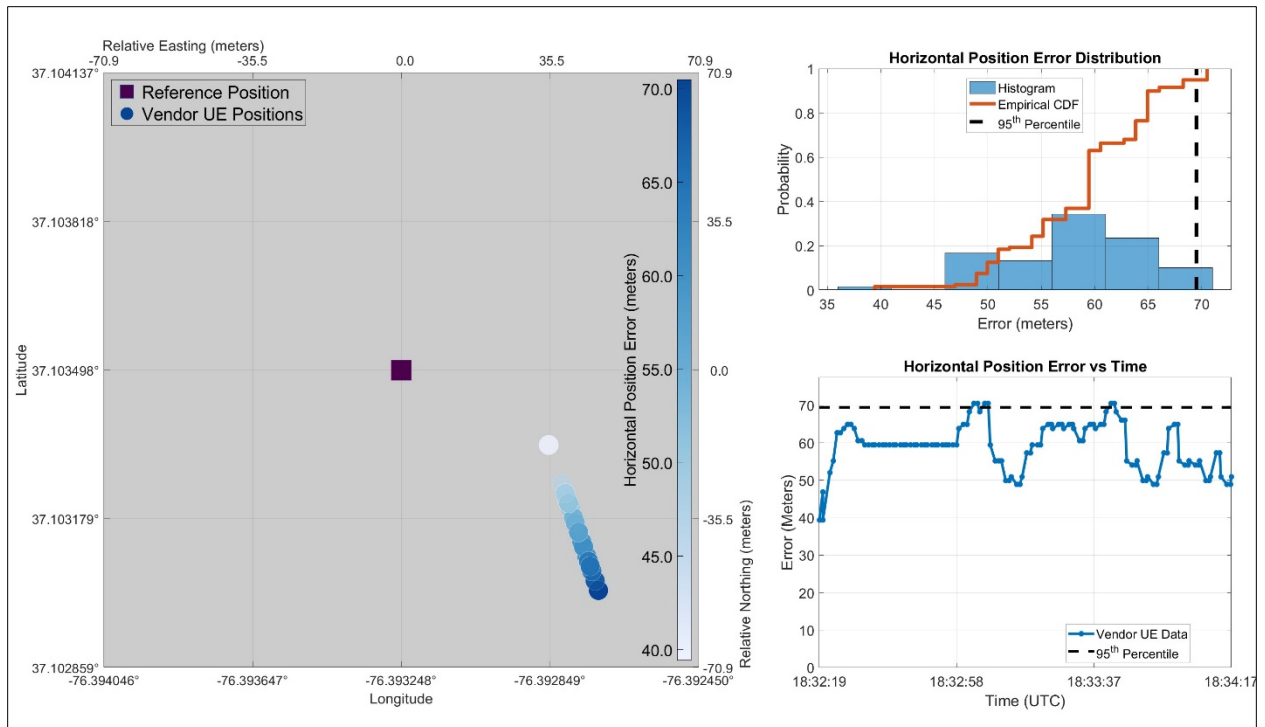 Relative Easting (meters)
-70.9 -35.5 0.0 35.5 70.9
37.104137°
37.103818°
37.103498°
37.103179°
37.102859°
Latitude
Reference Position
Vendor UE Positions
70.0
65.0
60.0
55.0
50.0
45.0
40.0
Horizontal Position Error (meters)
70.9
35.5
0.0
-35.5
-70.9
Relative Northing (meters)
-76.394046 -76.393647 -76.393248 -76.392849 -76.392450
Longitude
Horizontal Position Error Distribution
Histogram
Empirical CDF
95th Percentile
1
0.8
0.6
0.4
0.2
0
Probability
35 40 45 50 55 60 65 70
Error (meters)
Horizontal Position Error vs Time
70
60
50
40
30
20
10
0
Error (Meters)
Vendor UE Data
95th Percentile
18:32:19 18:32:58 18:33:37 18:34:17
Time (UTC)